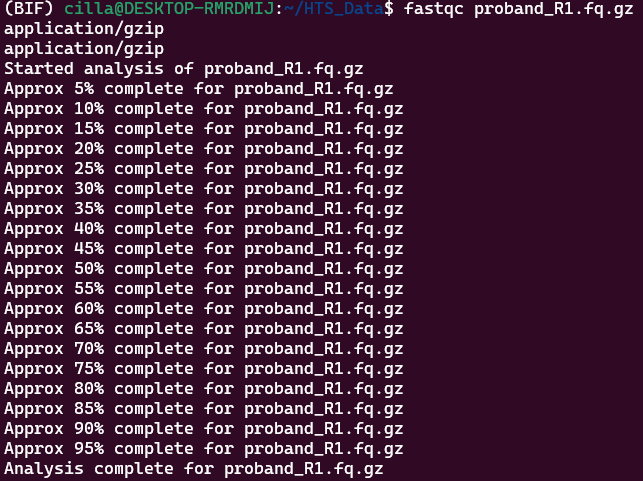 (BIF) cilla@DESKTOP-RMRDMIJ:~/HTS_Data$ fastqc proband_R1.fq.gz
application/gzip
application/gzip
Started analysis of proband_R1.fq.gz
Approx 5% complete for proband_R1.fq.gz
Approx 10% complete for proband_R1.fq.gz
Approx 15% complete for proband_R1.fq.gz
Approx 20% complete for proband_R1.fq.gz
Approx 25% complete for proband_R1.fq.gz
Approx 30% complete for proband_R1.fq.gz
Approx 35% complete for proband_R1.fq.gz
Approx 40% complete for proband_R1.fq.gz
Approx 45% complete for proband_R1.fq.gz
Approx 50% complete for proband_R1.fq.gz
Approx 55% complete for proband_R1.fq.gz
Approx 60% complete for proband_R1.fq.gz
Approx 65% complete for proband_R1.fq.gz
Approx 70% complete for proband_R1.fq.gz
Approx 75% complete for proband_R1.fq.gz
Approx 80% complete for proband_R1.fq.gz
Approx 85% complete for proband_R1.fq.gz
Approx 90% complete for proband_R1.fq.gz
Approx 95% complete for proband_R1.fq.gz
Analysis complete for proband_R1.fq.gz